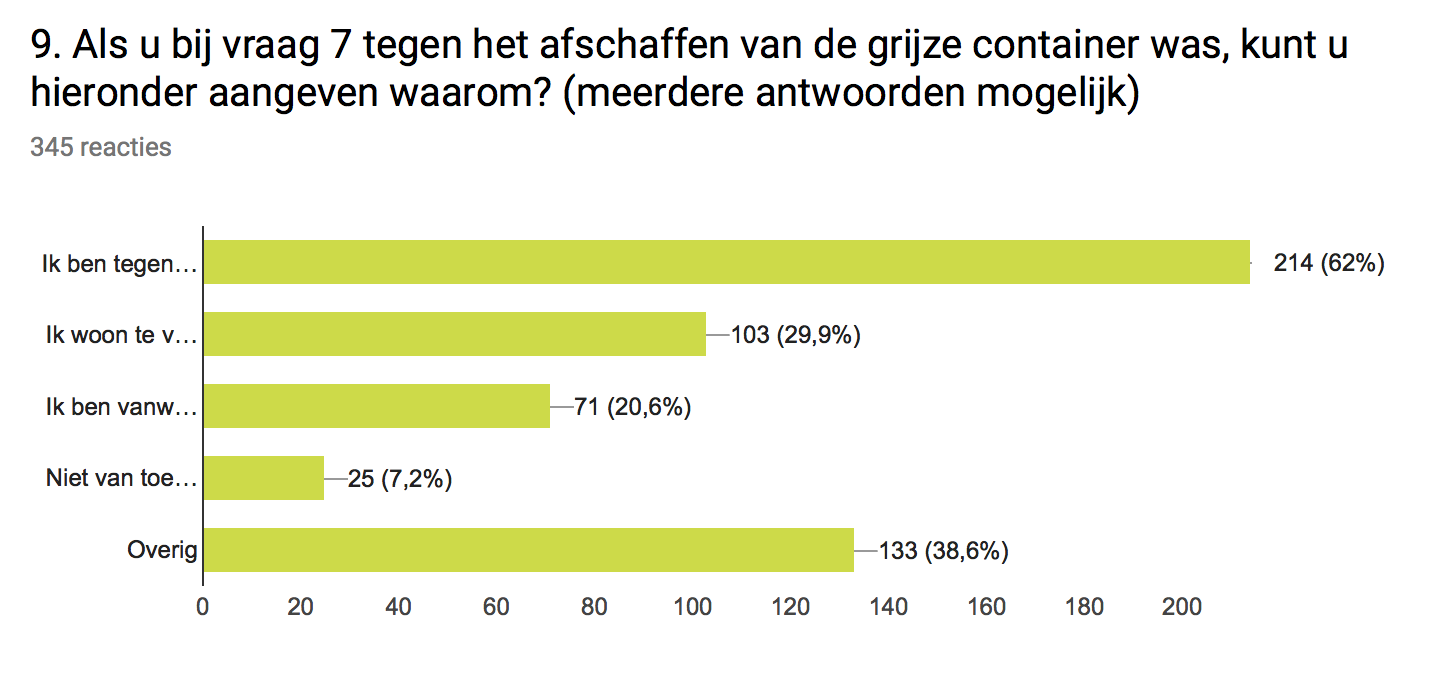 9. Als u bij vraag 7 tegen het afschaffen van de grijze container was, kunt u
hieronder aangeven waarom? (meerdere antwoorden mogelijk)
345 reacties
Ik ben tegen… 214 (62%)
Ik woon te v… 103 (29,9%)
Ik ben vanw… 71 (20,6%)
Niet van toe… 25 (7,2%)
Overig 133 (38,6%)
0 20 40 60 80 100 120 140 160 180 200